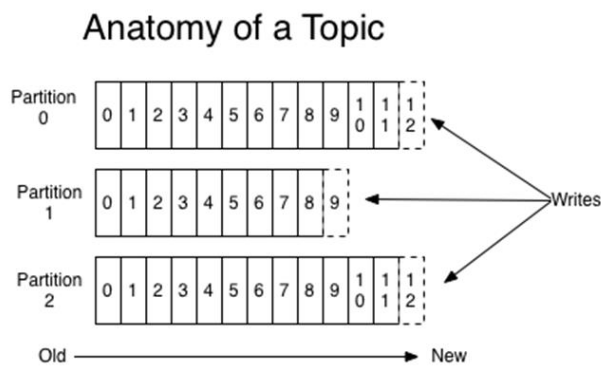 Anatomy of a Topic
Partition
0
0 1 2 3 4 5 6 7 8 9 10 11 12
Partition
1
0 1 2 3 4 5 6 7 8 9
Writes
Partition
2
0 1 2 3 4 5 6 7 8 9 10 11 12
Old New